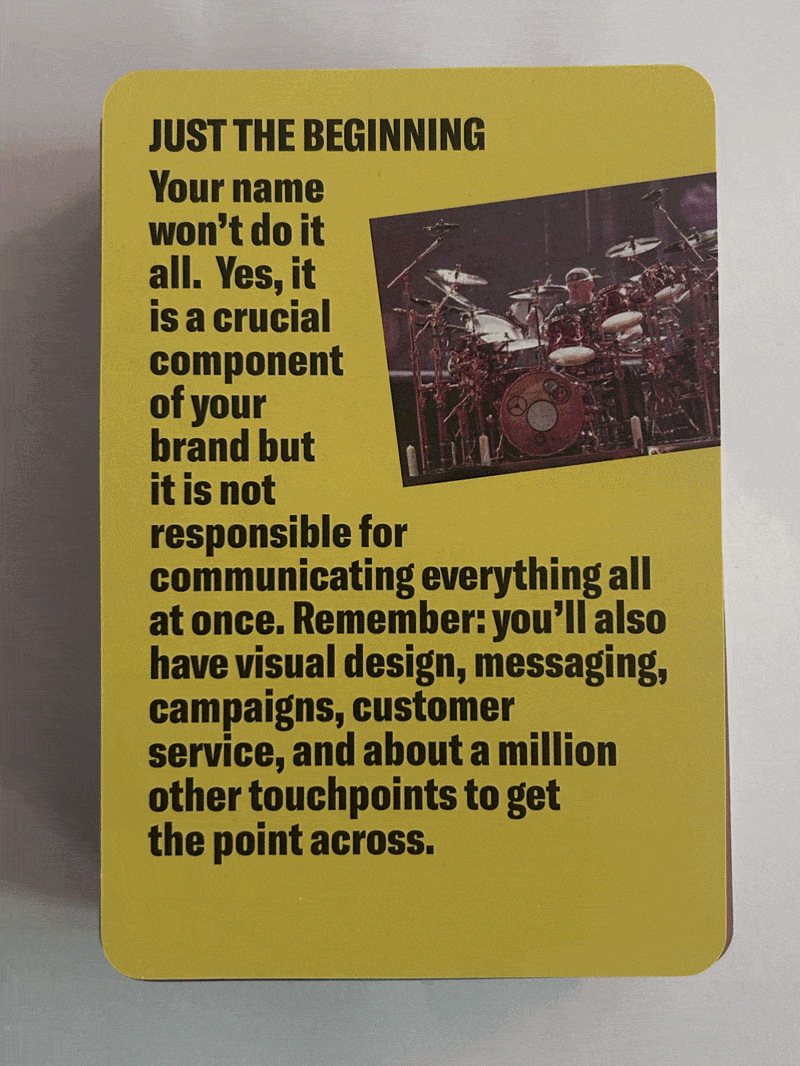 JUST THE BEGINNING
Your name
won’t do it
all.  Yes, it
is a crucial
component
of your
brand but
it is not
responsible for
communicating everything all
at once. Remember: you’ll also
have visual design, messaging,
campaigns, customer
service, and about a million
other touchpoints to get
the point across.